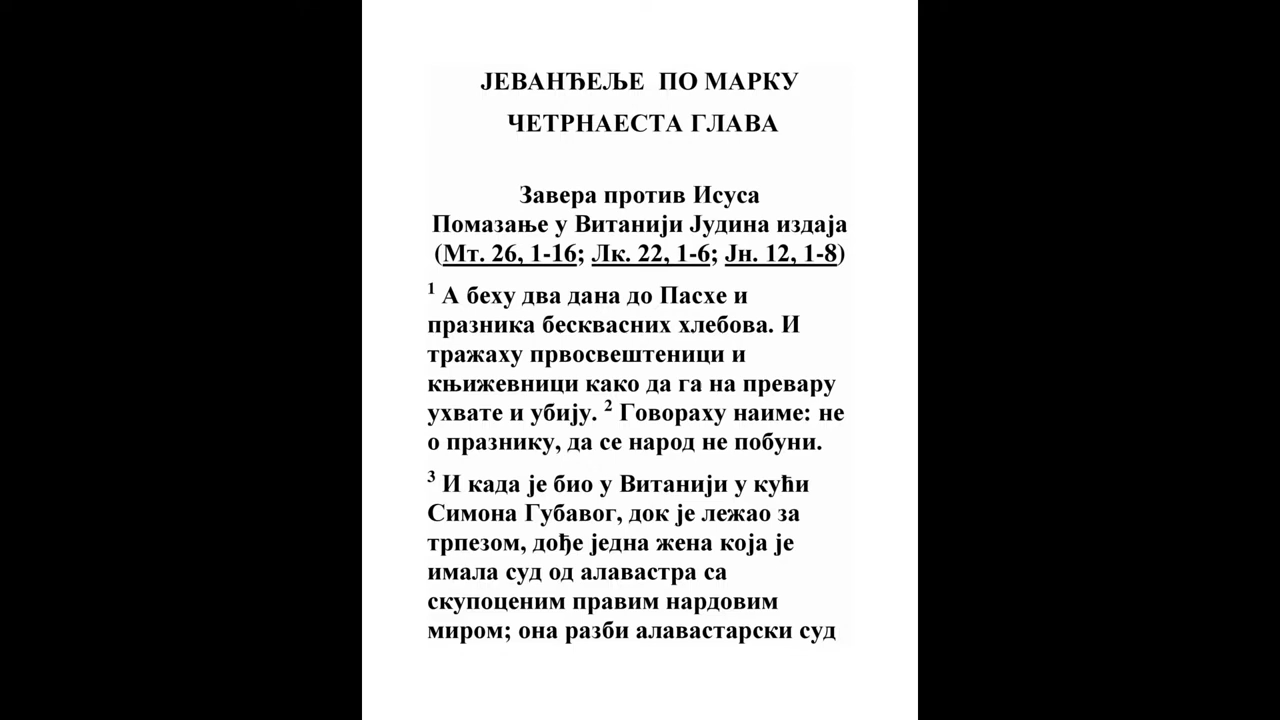 ЈЕВАНЂЕЉЕ ПО МАРКУ
ЧЕТРНАЕСТА ГЛАВА
Завера против Исуса
Помазање у Витанији Јудина издаја
(Мт. 26, 1-16; Лк. 22, 1-6; Јн. 12, 1-8)
1 А беху два дана до Пасхе и
празника бесквасних хлебова. И
тражаху првосвештеници и
књижевници како да га на превару
ухвате и убију. 2 Говораху наиме: не
о празнику, да се народ не побуни.
3 И када је био у Витанији у кући
Симона Губавог, док је лежао за
трпезом, дође једна жена која је
имала суд од алавастра са
скупоценим правим нардовим
миром; она разби алавастарски суд